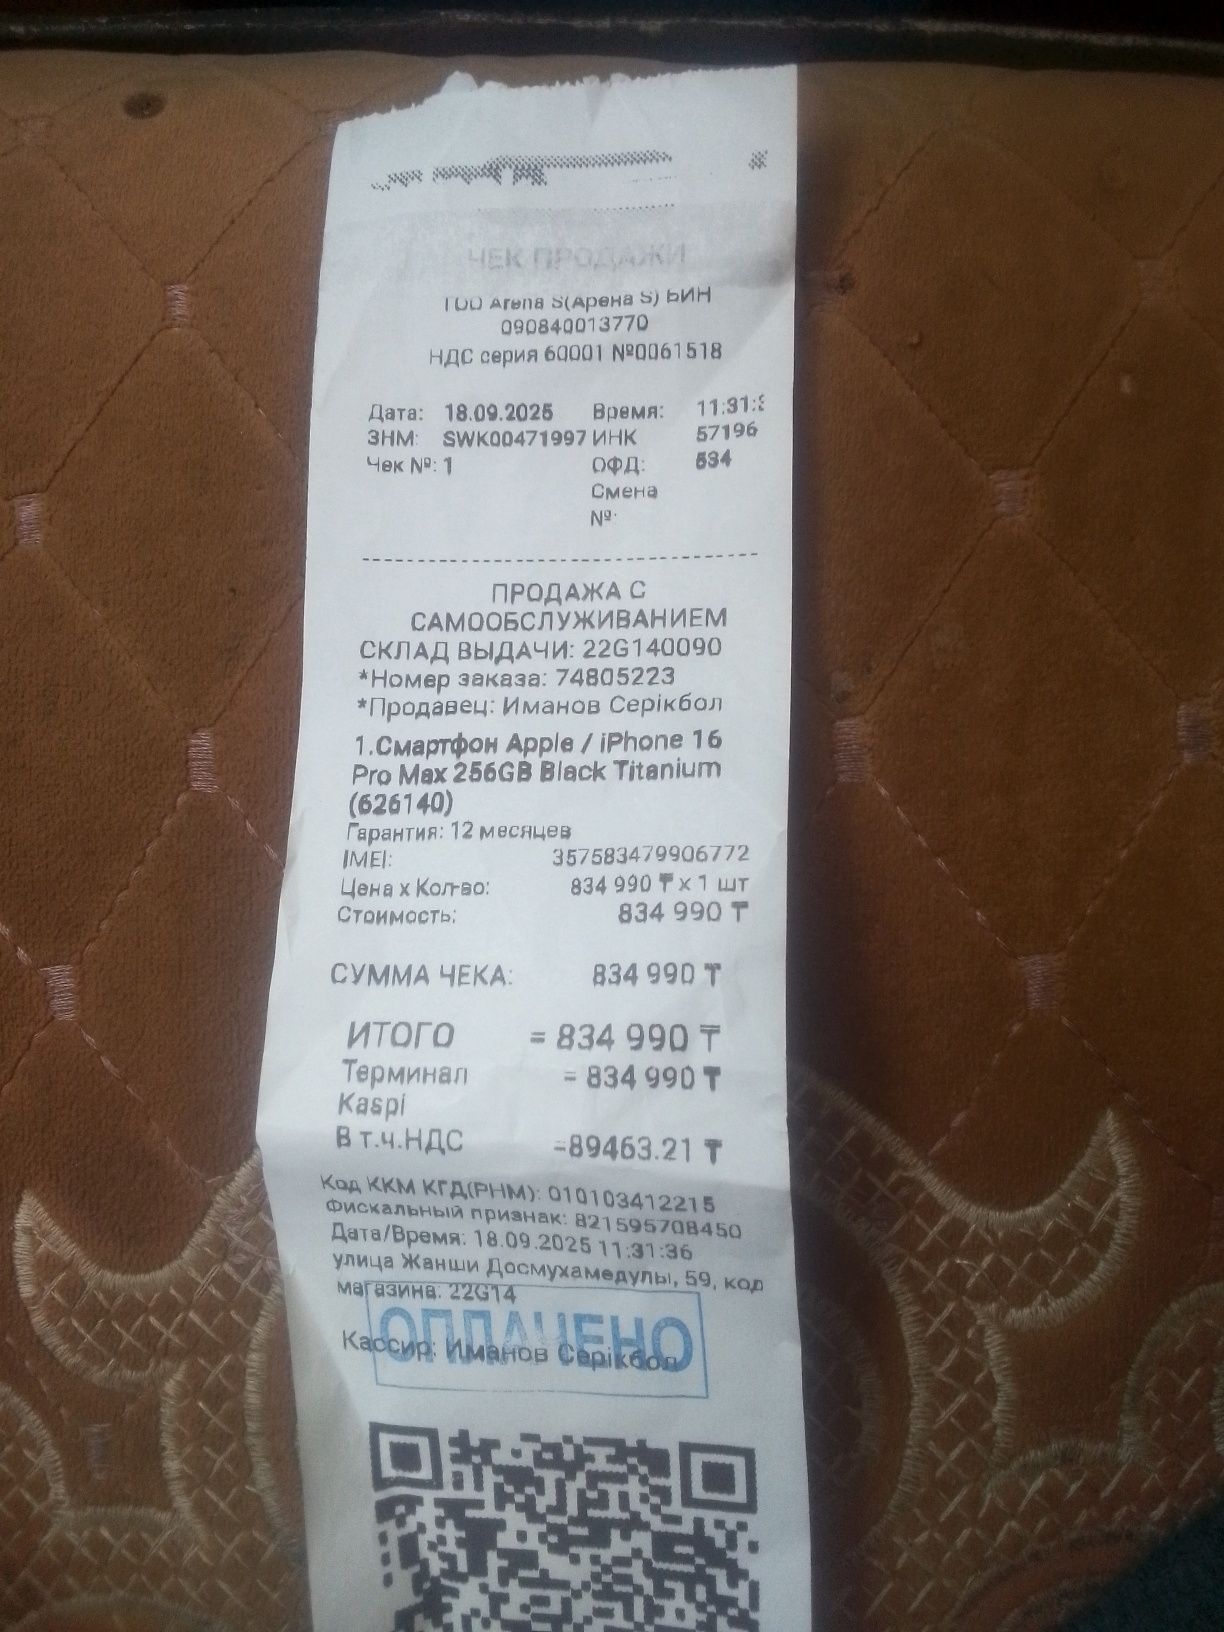 ЧЕК ПРОДАЖИ
ТОО Arena S(Арена S) БИН
090840013770
НДС серия 60001 №0061518
Дата: 18.09.2025 Время: 11:31:3
ЗНМ: SWK00471997 ИНК 57196
Чек №: 1 ОФД: 634
Смена
№:
ПРОДАЖА С
САМООБСЛУЖИВАНИЕМ
СКЛАД ВЫДАЧИ: 22G140090
*Номер заказа: 74805223
*Продавец: Иманов Серікбол
1.Смартфон Apple / iPhone 16
Pro Max 256GB Black Titanium
(626140)
Гарантия: 12 месяцев
IMEI: 357583479906772
Цена x Кол-во: 834 990 ₸ x 1 шт
Стоимость: 834 990 ₸
СУММА ЧЕКА: 834 990 ₸
ИТОГО = 834 990 ₸
Терминал = 834 990 ₸
Kaspi
В т.ч.НДС =89463.21 ₸
Код ККМ КГД(РНМ): 010103412215
Фискальный признак: 821595708450
Дата/Время: 18.09.2025 11:31:36
улица Жанши Досмухамедулы, 59, код
магазина: 22G14
ОПЛАЧЕНО
Кассир: Иманов Серікбол